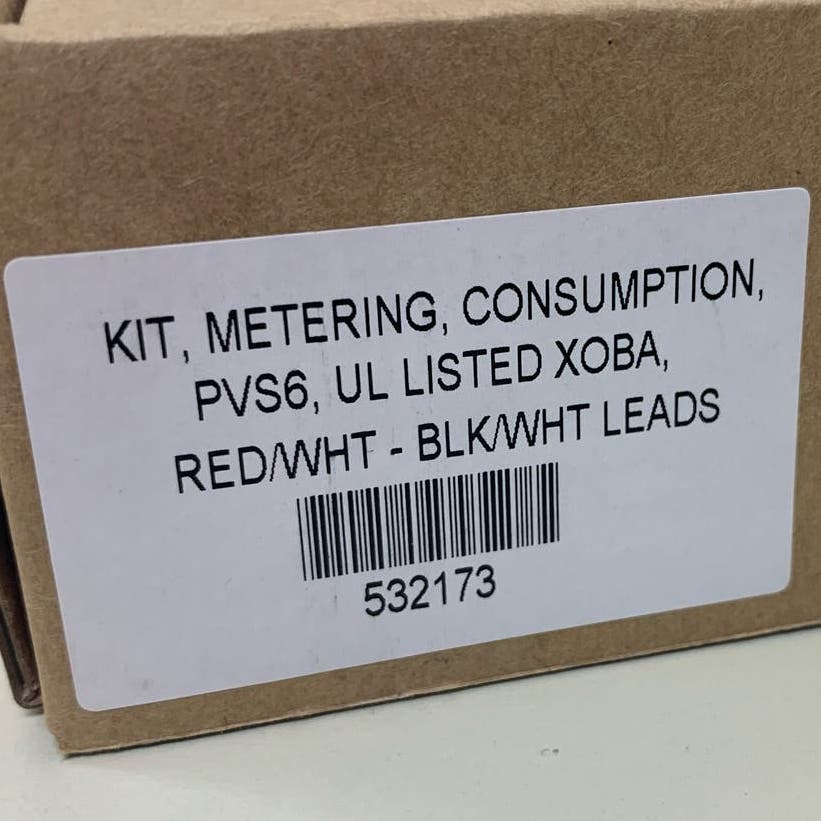 KIT, METERING, CONSUMPTION,
PVS6, UL LISTED XOBA,
RED/WHT - BLK/WHT LEADS
532173